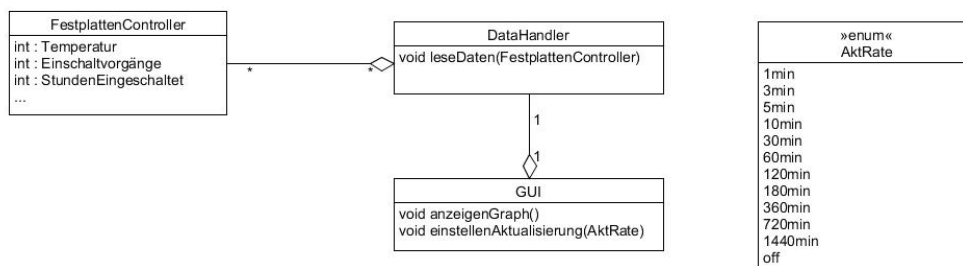 FestplattenController
int : Temperatur
int : Einschaltvorgänge
int : StundenEingeschaltet
...
*
*
DataHandler
void leseDaten(FestplattenController)
1
1
GUI
void anzeigenGraph()
void einstellenAktualisierung(AktRate)
»enum«
AktRate
1min
3min
5min
10min
30min
60min
120min
180min
360min
720min
1440min
off